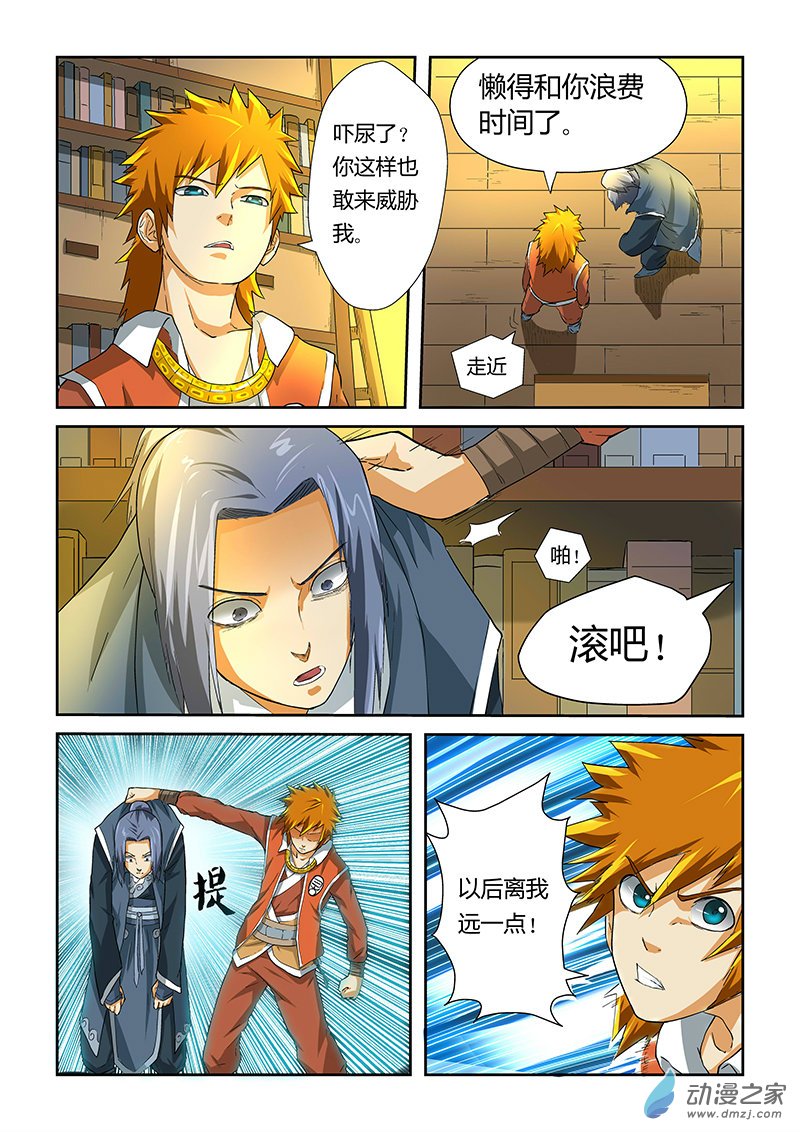 吓尿了？
你这样也
敢来威胁
我。
懒得和你浪费
时间了。
走近
啪！
滚吧！
提
以后离我
远一点！
动漫之家
www.dmzj.com